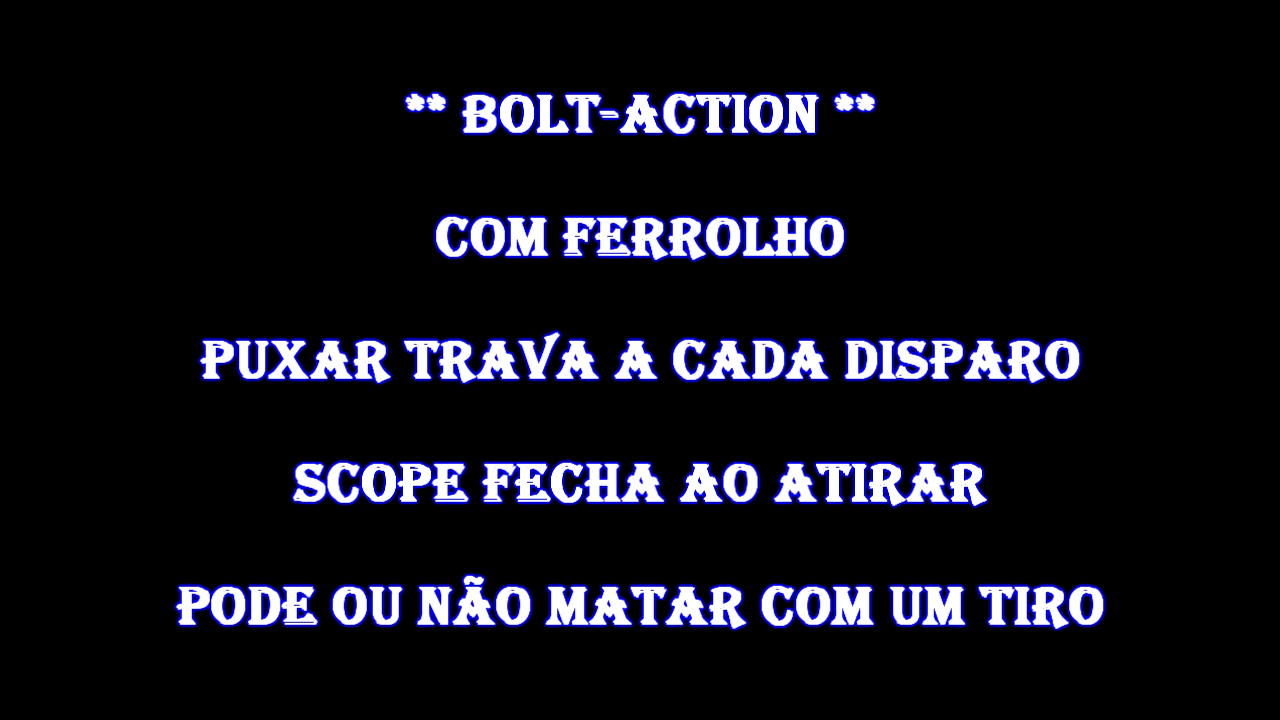 ** BOLT-ACTION **
COM FERROLHO
PUXAR TRAVA A CADA DISPARO
SCOPE FECHA AO ATIRAR
PODE OU NÃO MATAR COM UM TIRO